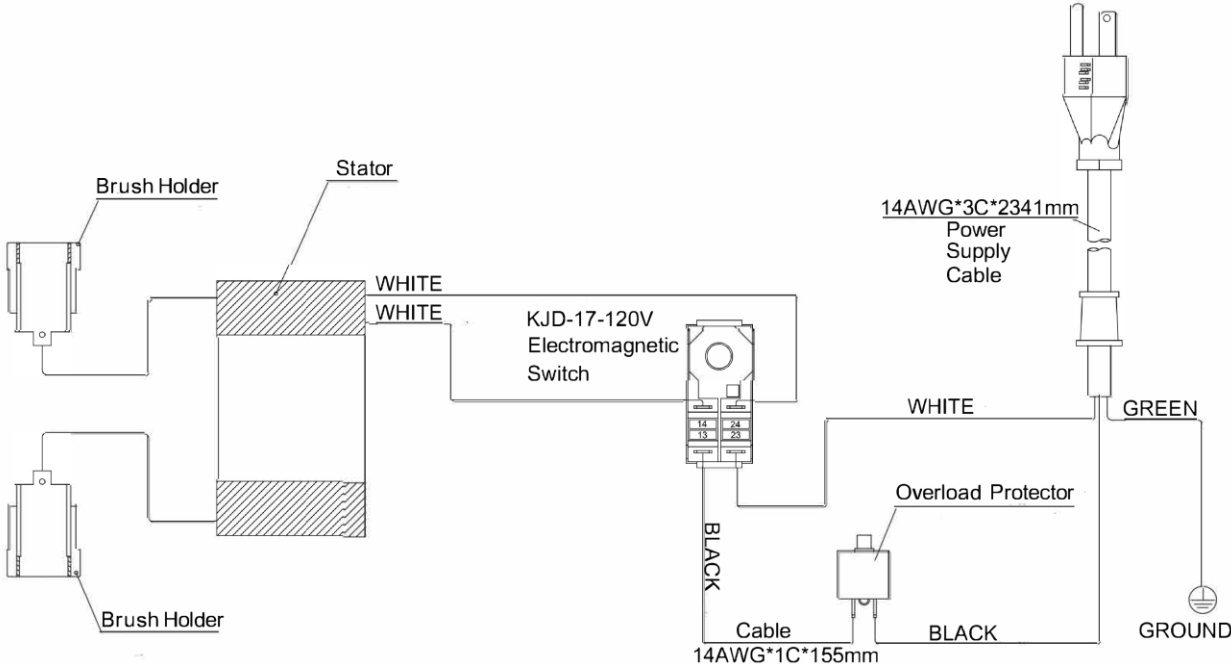 Stator
Brush Holder
14AWG*3C*2341mm
Power
Supply
Cable
WHITE
WHITE
KJD-17-120V
Electromagnetic
Switch
WHITE
GREEN
14 24
13 23
Overload Protector
BLACK
Brush Holder
Cable
14AWG*1C*155mm
BLACK
GROUND